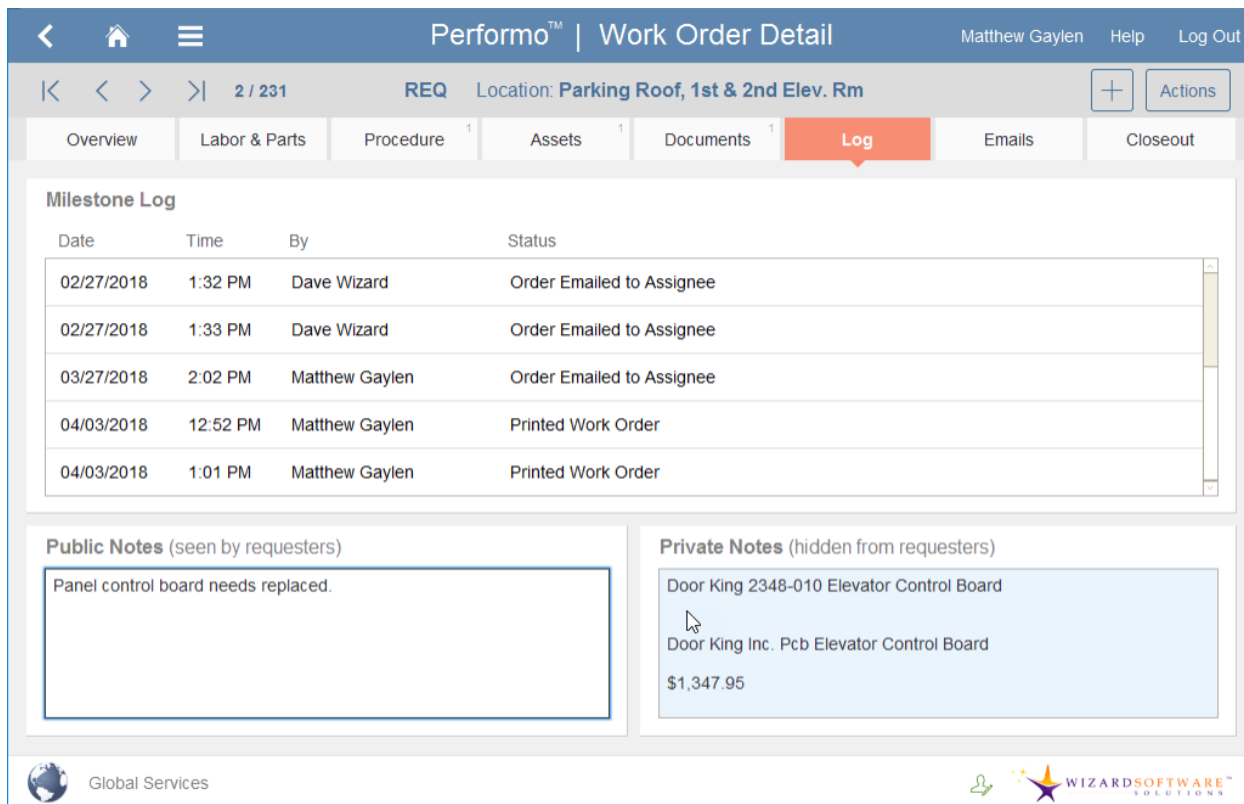 Performo™ | Work Order Detail Matthew Gaylen Help Log Out
2 / 231 REQ Location: Parking Roof, 1st & 2nd Elev. Rm Actions
Overview Labor & Parts Procedure 1 Assets 1 Documents 1 Log Emails Closeout
Milestone Log
Date Time By Status
02/27/2018 1:32 PM Dave Wizard Order Emailed to Assignee
02/27/2018 1:33 PM Dave Wizard Order Emailed to Assignee
03/27/2018 2:02 PM Matthew Gaylen Order Emailed to Assignee
04/03/2018 12:52 PM Matthew Gaylen Printed Work Order
04/03/2018 1:01 PM Matthew Gaylen Printed Work Order
Public Notes (seen by requesters)
Panel control board needs replaced.
Private Notes (hidden from requesters)
Door King 2348-010 Elevator Control Board
Door King Inc. Pcb Elevator Control Board
$1,347.95
Global Services
WIZARDSOFTWARE™
SOLUTIONS